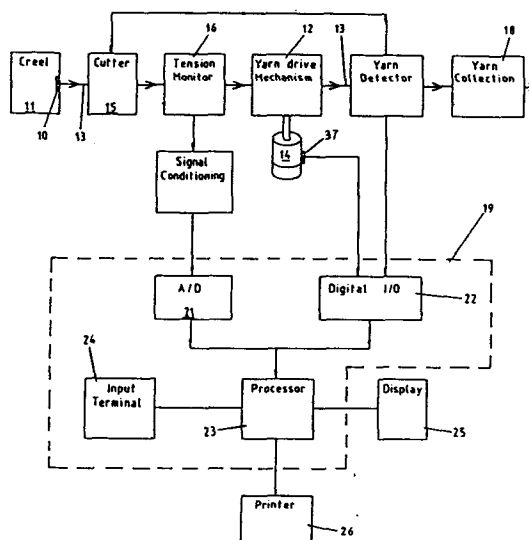 16
12
13
18
Creel
11
10
13
Cutter
15
Tension
Monitor
Yarn drive
Mechanism
Yarn
Detector
Yarn
Collection
14
37
Signal
Conditioning
19
A/D
21
Digital I/O
22
24
Input
Terminal
Processor
23
Display
25
Printer
26